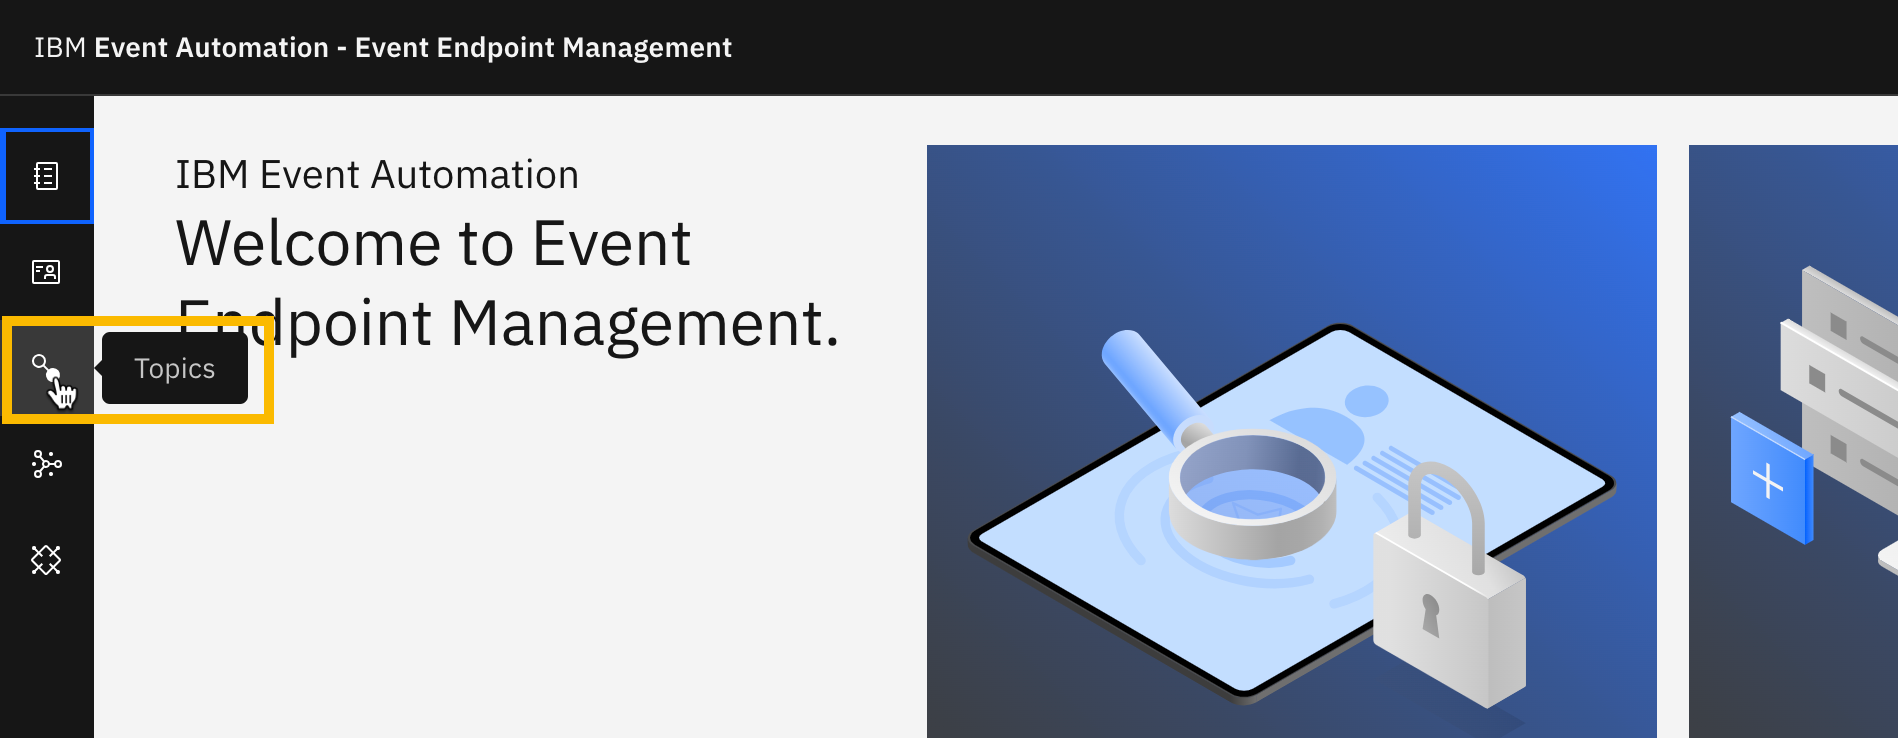 IBM Event Automation - Event Endpoint Management
IBM Event Automation
Welcome to Event
Endpoint Management.
Topics